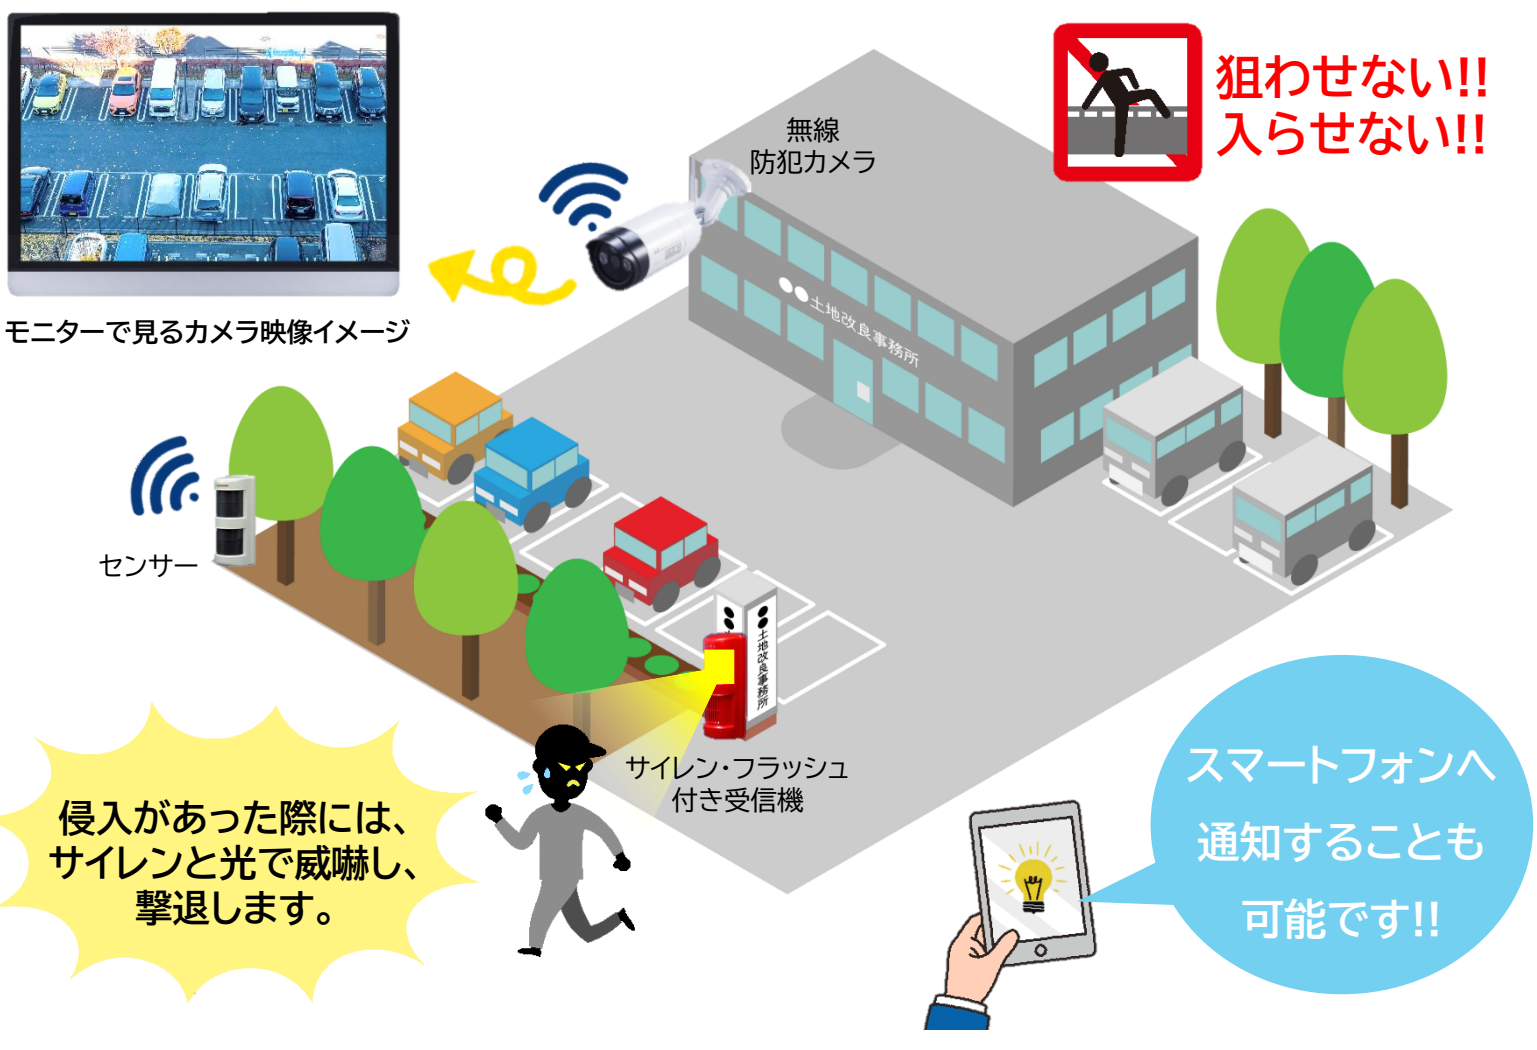 狙わせない!!
入らせない!!
無線
防犯カメラ
モニターで見るカメラ映像イメージ
●●土地改良事務所
センサー
●●土地改良事務所
サイレン・フラッシュ
付き受信機
侵入があった際には、
サイレンと光で威嚇し、
撃退します。
スマートフォンへ
通知することも
可能です!!